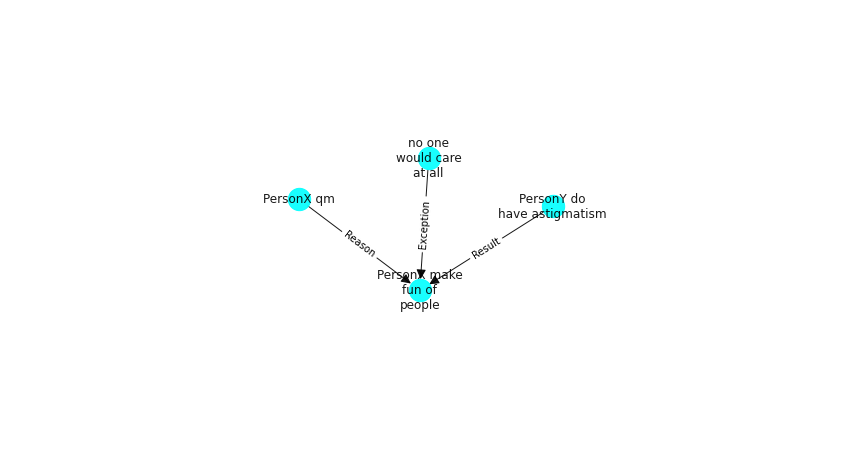 no one
would care
at all
PersonX qm
PersonY do
have astigmatism
Reason
Exception
Result
PersonX make
fun of
people